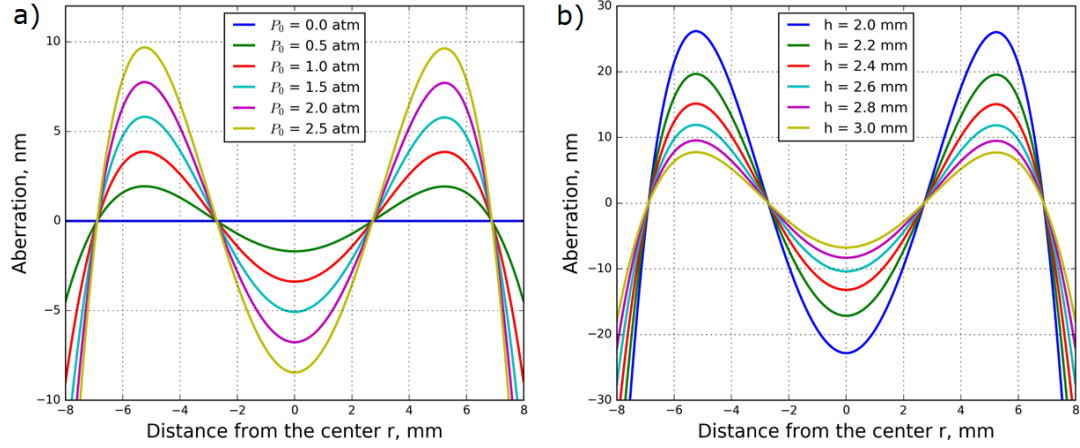 a)
P₀ = 0.0 atm
P₀ = 0.5 atm
P₀ = 1.0 atm
P₀ = 1.5 atm
P₀ = 2.0 atm
P₀ = 2.5 atm
10
5
0
−5
−10
Aberration, nm
−8 −6 −4 −2 0 2 4 6 8
Distance from the center r, mm
b)
h = 2.0 mm
h = 2.2 mm
h = 2.4 mm
h = 2.6 mm
h = 2.8 mm
h = 3.0 mm
30
20
10
0
−10
−20
−30
Aberration, nm
−8 −6 −4 −2 0 2 4 6 8
Distance from the center r, mm